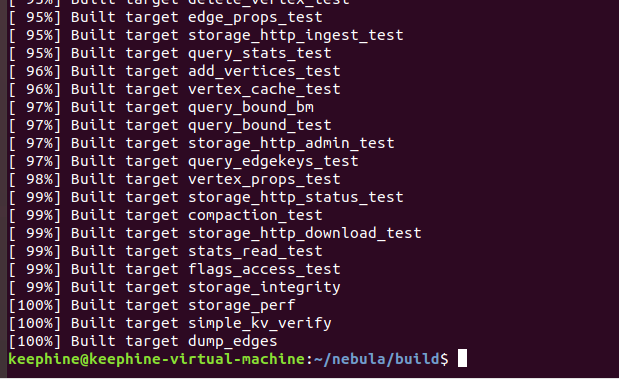 [ 95%] Built target delete_vertex_test
[ 95%] Built target edge_props_test
[ 95%] Built target storage_http_ingest_test
[ 95%] Built target query_stats_test
[ 96%] Built target add_vertices_test
[ 96%] Built target vertex_cache_test
[ 97%] Built target query_bound_bm
[ 97%] Built target query_bound_test
[ 97%] Built target storage_http_admin_test
[ 97%] Built target query_edgekeys_test
[ 98%] Built target vertex_props_test
[ 99%] Built target storage_http_status_test
[ 99%] Built target compaction_test
[ 99%] Built target storage_http_download_test
[ 99%] Built target stats_read_test
[ 99%] Built target flags_access_test
[ 99%] Built target storage_integrity
[100%] Built target storage_perf
[100%] Built target simple_kv_verify
[100%] Built target dump_edges
keephine@keephine-virtual-machine:~/nebula/build$